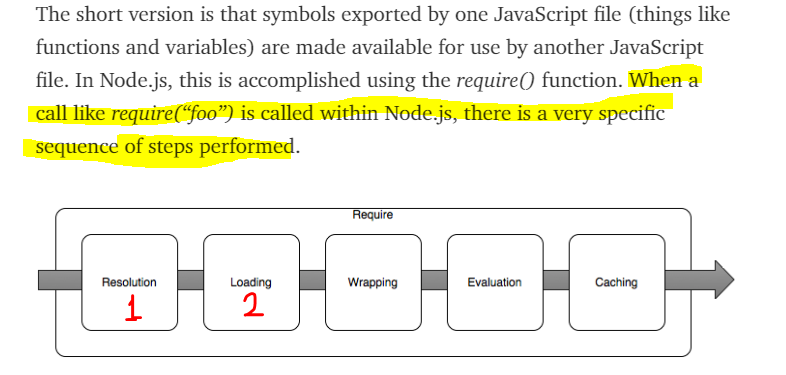 The short version is that symbols exported by one JavaScript file (things like
functions and variables) are made available for use by another JavaScript
file. In Node.js, this is accomplished using the require() function. When a
call like require(“foo”) is called within Node.js, there is a very specific
sequence of steps performed.
Require
Resolution
1
Loading
2
Wrapping
Evaluation
Caching